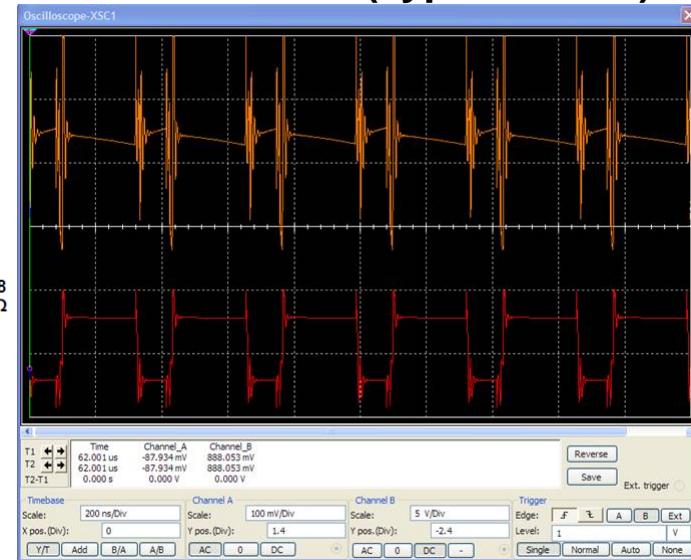 Oscilloscope-XSC1
8
Ω
Time Channel_A Channel_B
T1 62.001 us -87.934 mV 888.053 mV
T2 62.001 us -87.934 mV 888.053 mV
T2-T1 0.000 s 0.000 V 0.000 V
Reverse
Save
Ext. trigger
Timebase
Scale: 200 ns/Div
X pos.(Div): 0
Y/T Add B/A A/B
Channel A
Scale: 100 mV/Div
Y pos.(Div): 1.4
AC 0 DC
Channel B
Scale: 5 V/Div
Y pos.(Div): -2.4
AC 0 DC -
Trigger
Edge: A B Ext
Level: 1 V
Single Normal Auto None